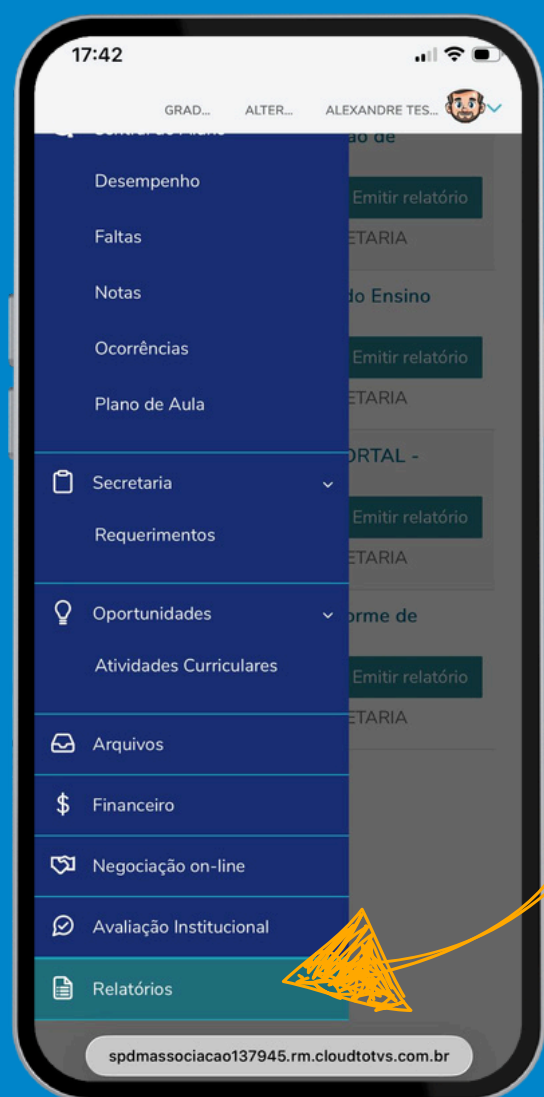 17:42
GRAD... ALTER... ALEXANDRE TES...
ao de
Desempenho
Emitir relatório
Faltas
ETARIA
Notas
do Ensino
Ocorrências
Emitir relatório
Plano de Aula
ETARIA
ORTAL -
Secretaria
Emitir relatório
Requerimentos
ETARIA
Oportunidades
orme de
Atividades Curriculares
Emitir relatório
ETARIA
Arquivos
$ Financeiro
Negociação on-line
Avaliação Institucional
Relatórios
spdmassociacao137945.rm.cloudtotvs.com.br